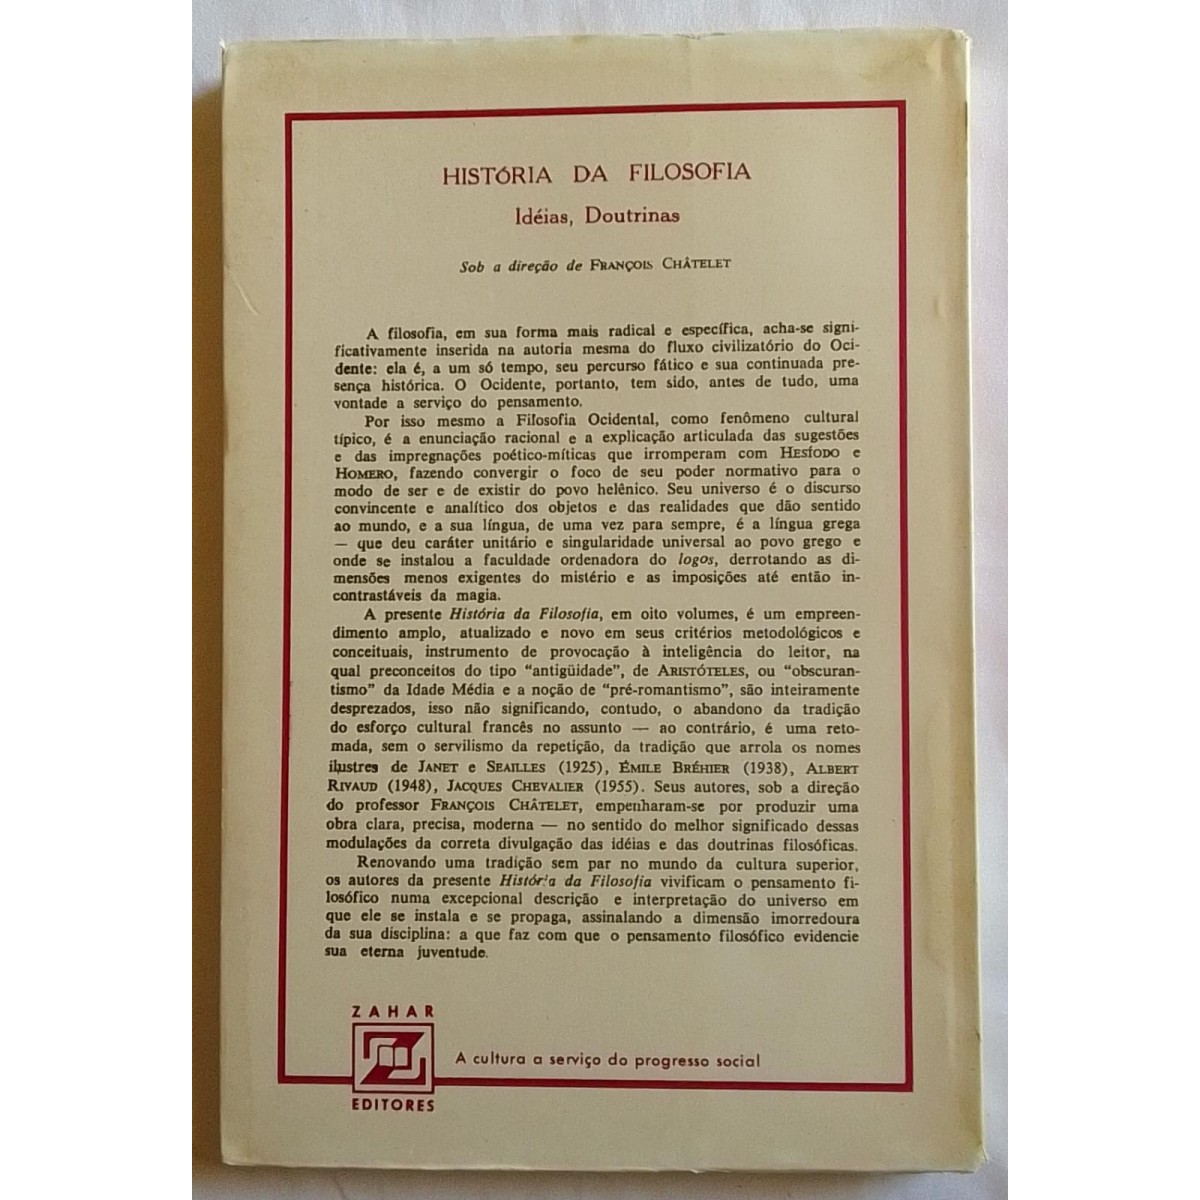 HISTÓRIA DA FILOSOFIA
Idéias, Doutrinas
Sob a direção de FRANÇOIS CHÂTELET
A filosofia, em sua forma mais radical e específica, acha-se signi-
ficativamente inserida na autoria mesma do fluxo civilizatório do Oci-
dente: ela é, a um só tempo, seu percurso fático e sua continuada pre-
sença histórica. O Ocidente, portanto, tem sido, antes de tudo, uma
vontade a serviço do pensamento.
Por isso mesmo a Filosofia Ocidental, como fenômeno cultural
típico, é a enunciação racional e a explicação articulada das sugestões
e das impregnações poético-míticas que irromperam com HESÍODO e
HOMERO, fazendo convergir o foco de seu poder normativo para o
modo de ser e de existir do povo helênico. Seu universo é o discurso
convincente e analítico dos objetos e das realidades que dão sentido
ao mundo, e a sua língua, de uma vez para sempre, é a língua grega
— que deu caráter unitário e singularidade universal ao povo grego e
onde se instalou a faculdade ordenadora do logos, derrotando as di-
mensões menos exigentes do mistério e as imposições até então in-
contrastáveis da magia.
A presente História da Filosofia, em oito volumes, é um empreen-
dimento amplo, atualizado e novo em seus critérios metodológicos e
conceituais, instrumento de provocação à inteligência do leitor, na
qual preconceitos do tipo “antigüidade”, de ARISTÓTELES, ou “obscuran-
tismo” da Idade Média e a noção de “pré-romantismo”, são inteiramente
desprezados, isso não significando, contudo, o abandono da tradição
do esforço cultural francês no assunto — ao contrário, é uma reto-
mada, sem o servilismo da repetição, da tradição que arrola os nomes
ilustres de JANET e SEAILLES (1925), ÉMILE BRÉHIER (1938), ALBERT
RIVAUD (1948), JACQUES CHEVALIER (1955). Seus autores, sob a direção
do professor FRANÇOIS CHÂTELET, empenharam-se por produzir uma
obra clara, precisa, moderna — no sentido do melhor significado dessas
modulações da correta divulgação das idéias e das doutrinas filosóficas.
Renovando uma tradição sem par no mundo da cultura superior,
os autores da presente História da Filosofia vivificam o pensamento fi-
losófico numa excepcional descrição e interpretação do universo em
que ele se instala e se propaga, assinalando a dimensão imorredoura
da sua disciplina: a que faz com que o pensamento filosófico evidencie
sua eterna juventude.
ZAHAR
A cultura a serviço do progresso social
EDITORES